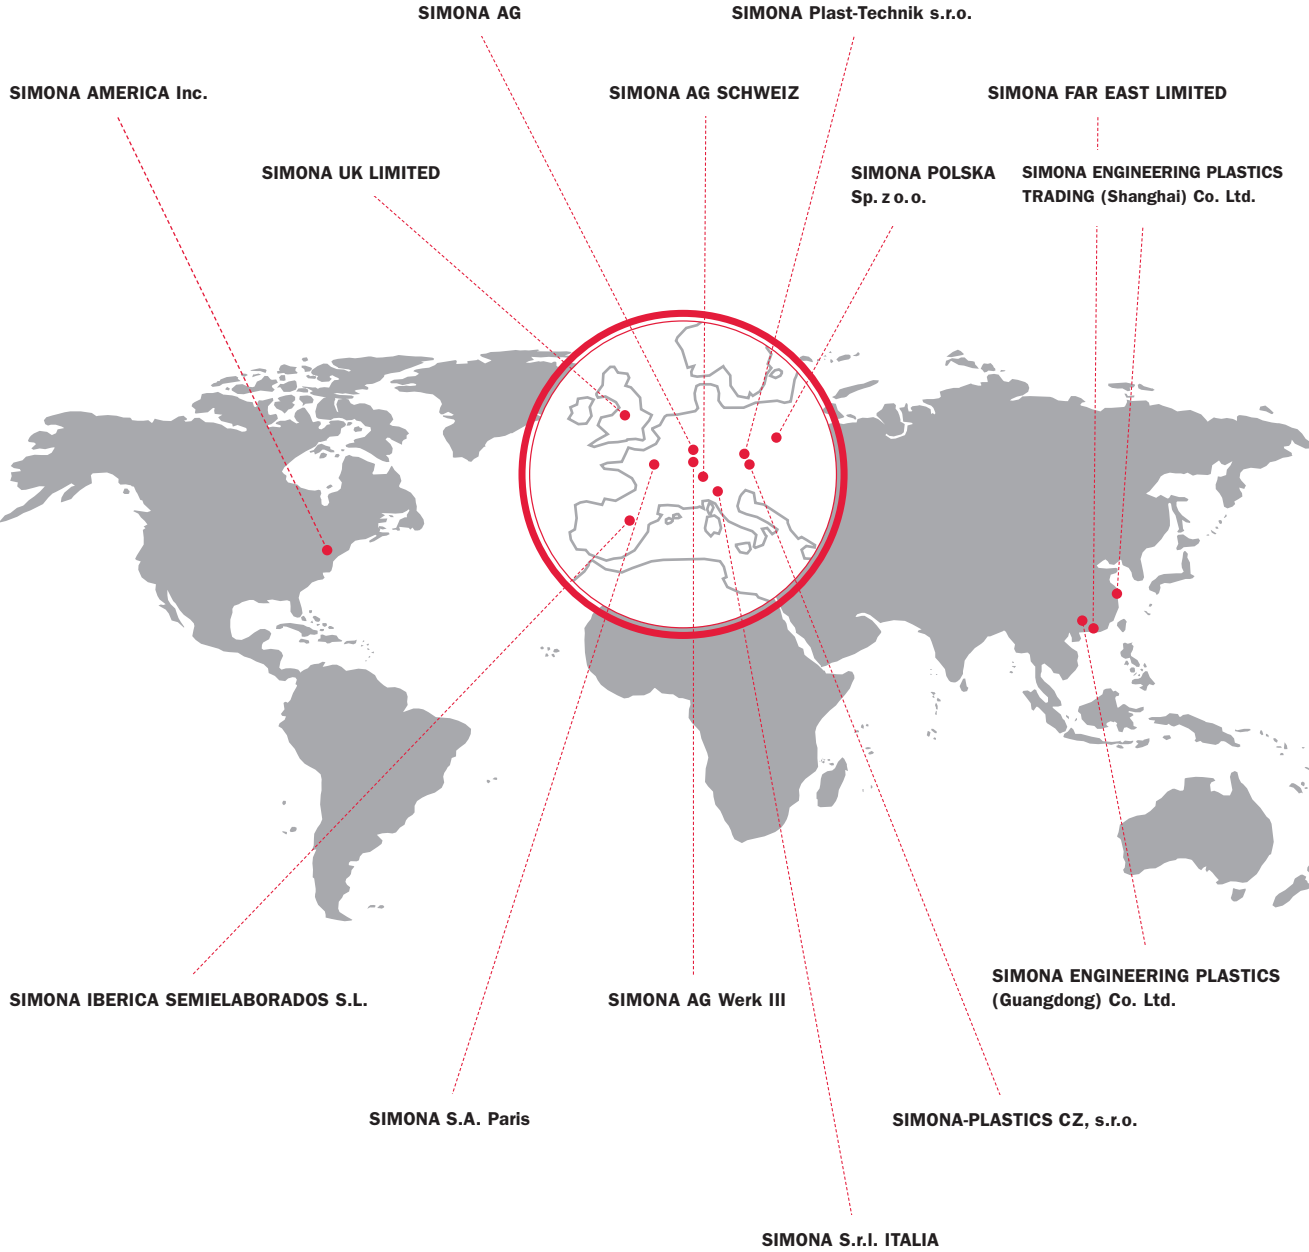 SIMONA AG
SIMONA Plast-Technik s.r.o.
SIMONA AMERICA Inc.
SIMONA AG SCHWEIZ
SIMONA FAR EAST LIMITED
SIMONA UK LIMITED
SIMONA POLSKA
Sp. z o. o.
SIMONA ENGINEERING PLASTICS
TRADING (Shanghai) Co. Ltd.
SIMONA IBERICA SEMIELABORADOS S.L.
SIMONA AG Werk III
SIMONA ENGINEERING PLASTICS
(Guangdong) Co. Ltd.
SIMONA S.A. Paris
SIMONA-PLASTICS CZ, s.r.o.
SIMONA S.r.l. ITALIA